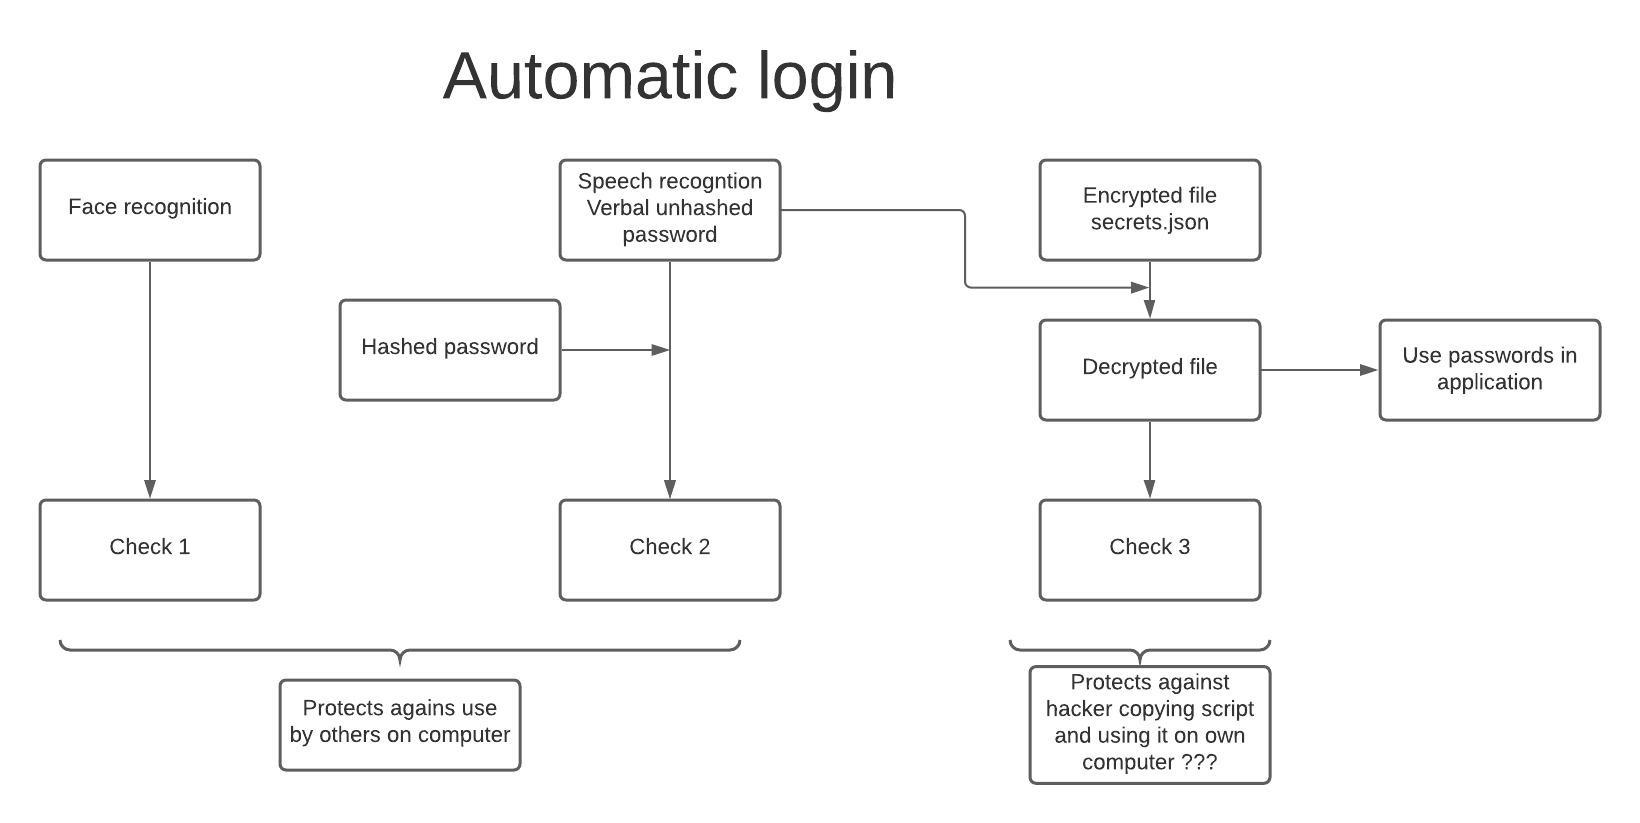 Automatic login
Face recognition
Speech recogntion
Verbal unhashed
password
Encrypted file
secrets.json
Hashed password
Decrypted file
Use passwords in
application
Check 1
Check 2
Check 3
Protects agains use
by others on computer
Protects against
hacker copying script
and using it on own
computer ???